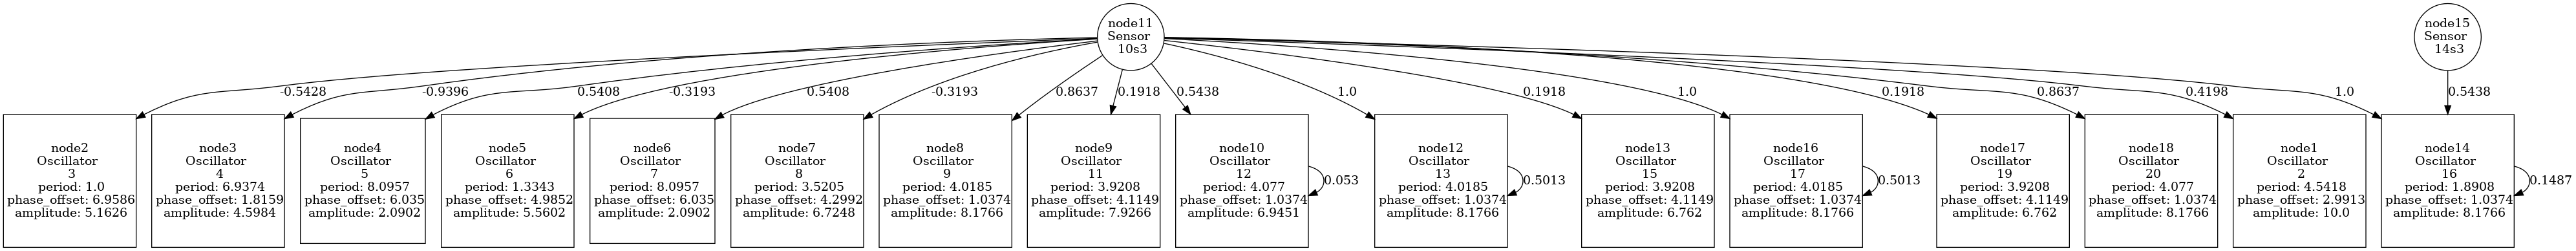 node11
Sensor
10s3
node15
Sensor
14s3
-0.5428
-0.9396
0.5408
-0.3193
0.5408
-0.3193
0.8637
0.1918
0.5438
1.0
0.1918
1.0
0.1918
0.8637
0.4198
1.0
0.5438
node2
Oscillator
3
period: 1.0
phase_offset: 6.9586
amplitude: 5.1626
node3
Oscillator
4
period: 6.9374
phase_offset: 1.8159
amplitude: 4.5984
node4
Oscillator
5
period: 8.0957
phase_offset: 6.035
amplitude: 2.0902
node5
Oscillator
6
period: 1.3343
phase_offset: 4.9852
amplitude: 5.5602
node6
Oscillator
7
period: 8.0957
phase_offset: 6.035
amplitude: 2.0902
node7
Oscillator
8
period: 3.5205
phase_offset: 4.2992
amplitude: 6.7248
node8
Oscillator
9
period: 4.0185
phase_offset: 1.0374
amplitude: 8.1766
node9
Oscillator
11
period: 3.9208
phase_offset: 4.1149
amplitude: 7.9266
node10
Oscillator
12
period: 4.077
phase_offset: 1.0374
amplitude: 6.9451
0.053
node12
Oscillator
13
period: 4.0185
phase_offset: 1.0374
amplitude: 8.1766
0.5013
node13
Oscillator
15
period: 3.9208
phase_offset: 4.1149
amplitude: 6.762
node16
Oscillator
17
period: 4.0185
phase_offset: 1.0374
amplitude: 8.1766
0.5013
node17
Oscillator
19
period: 3.9208
phase_offset: 4.1149
amplitude: 6.762
node18
Oscillator
20
period: 4.077
phase_offset: 1.0374
amplitude: 8.1766
node1
Oscillator
2
period: 4.5418
phase_offset: 2.9913
amplitude: 10.0
node14
Oscillator
16
period: 1.8908
phase_offset: 1.0374
amplitude: 8.1766
0.1487